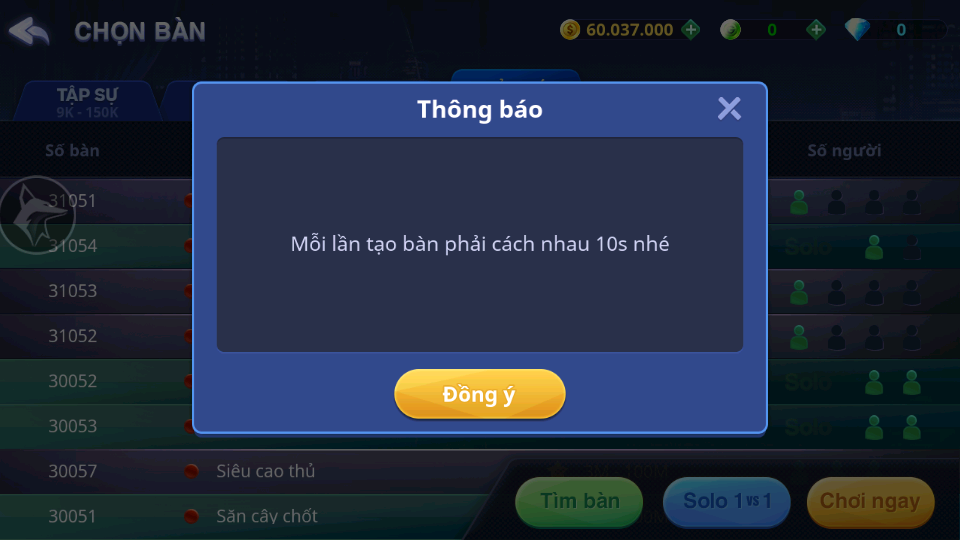 CHỌN BÀN
60.037.000
0
0
TẬP SỰ
9K - 150K
Số bàn
Số người
Thông báo
Mỗi lần tạo bàn phải cách nhau 10s nhé
Đồng ý
31051
31054
Solo
31053
31052
30052
Solo
30053
Solo
30057
Siêu cao thủ
30051
Săn cây chốt
Tìm bàn
Solo 1 vs 1
Chơi ngay